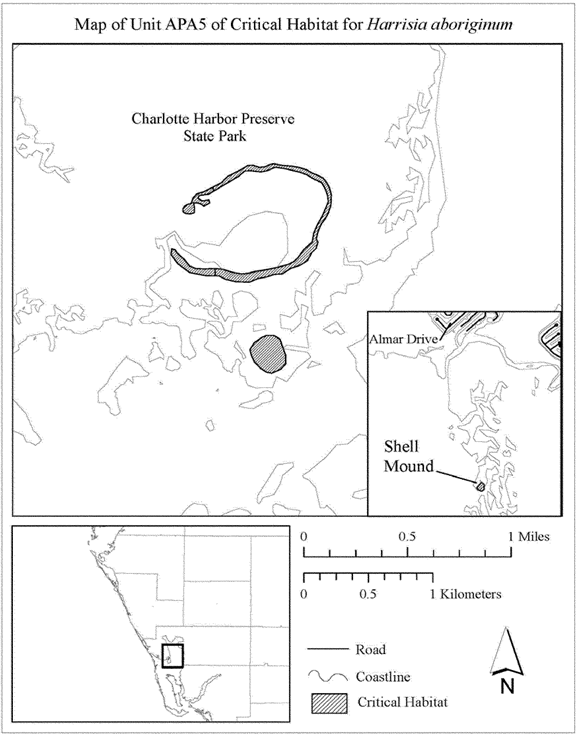 Map of Unit APA5 of Critical Habitat for Harrisia aboriginum
Charlotte Harbor Preserve
State Park
Almar Drive
Shell
Mound
0 0.5 1 Miles
0 0.5 1 Kilometers
Road
Coastline
Critical Habitat
N